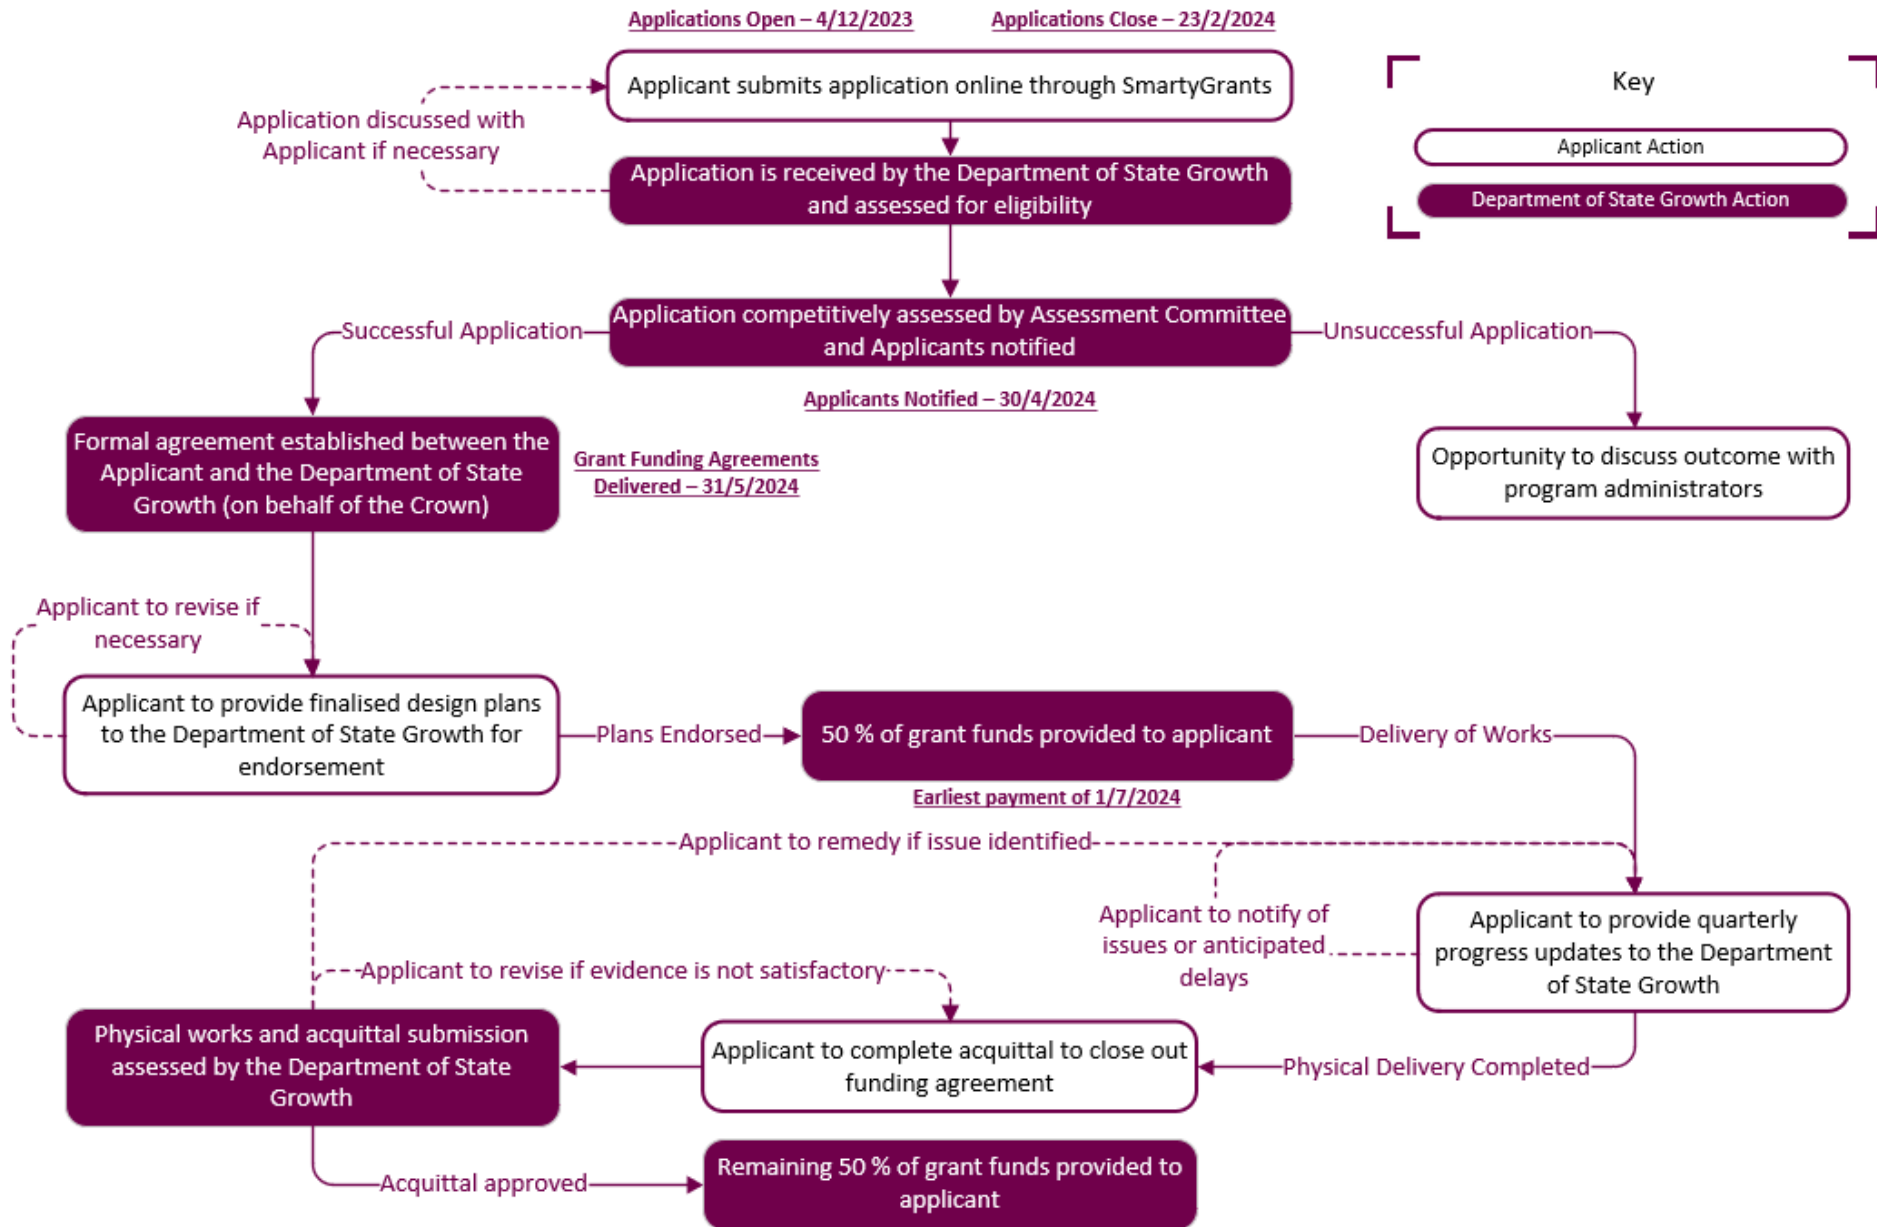 Applications Open – 4/12/2023
Applications Close – 23/2/2024
Applicant submits application online through SmartyGrants
Key
Applicant Action
Department of State Growth Action
Application discussed with
Applicant if necessary
Application is received by the Department of State Growth
and assessed for eligibility
Successful Application
Application competitively assessed by Assessment Committee
and Applicants notified
Unsuccessful Application
Applicants Notified – 30/4/2024
Formal agreement established between the
Applicant and the Department of State
Growth (on behalf of the Crown)
Grant Funding Agreements
Delivered – 31/5/2024
Opportunity to discuss outcome with
program administrators
Applicant to revise if
necessary
Applicant to provide finalised design plans
to the Department of State Growth for
endorsement
Plans Endorsed
50 % of grant funds provided to applicant
Delivery of Works
Earliest payment of 1/7/2024
Applicant to remedy if issue identified
Applicant to notify of
issues or anticipated
delays
Applicant to provide quarterly
progress updates to the Department
of State Growth
Applicant to revise if evidence is not satisfactory
Physical works and acquittal submission
assessed by the Department of State
Growth
Applicant to complete acquittal to close out
funding agreement
Physical Delivery Completed
Acquittal approved
Remaining 50 % of grant funds provided to
applicant